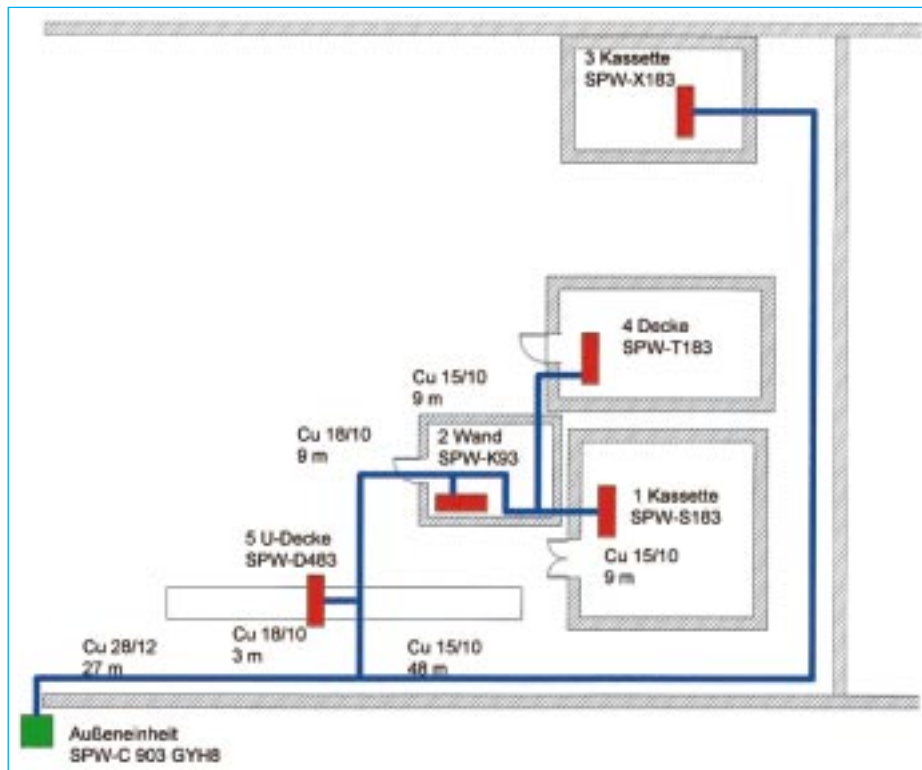 3 Kassette
SPW-X183
4 Decke
SPW-T183
Cu 15/10
9 m
Cu 18/10
9 m
2 Wand
SPW-K93
1 Kassette
SPW-S183
Cu 15/10
9 m
5 U-Decke
SPW-D483
Cu 18/10
3 m
Cu 28/12
27 m
Cu 15/10
48 m
Außeneinheit
SPW-C 903 GYH8